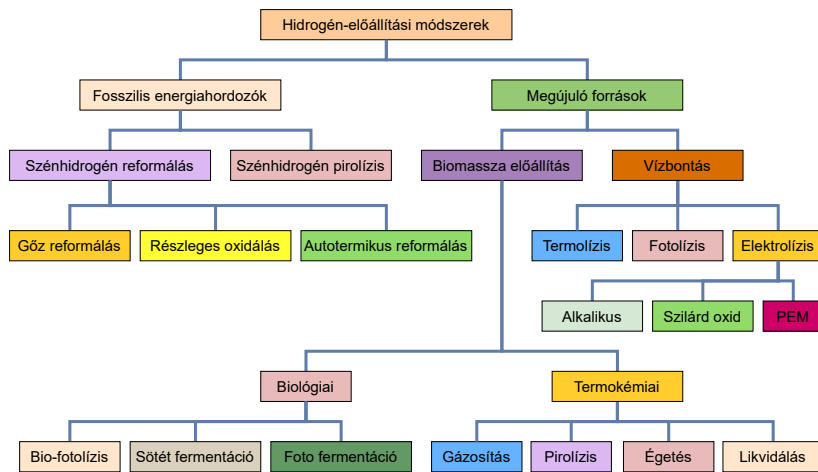 Hidrogén-előállítási módszerek
Fosszilis energiahordozók
Megújuló források
Szénhidrogén reformálás
Szénhidrogén pirolízis
Biomassza előállítás
Vízbontás
Gőz reformálás
Részleges oxidálás
Autotermikus reformálás
Termolízis
Fotolízis
Elektrolízis
Alkalikus
Szilárd oxid
PEM
Biológiai
Termokémiai
Bio-fotolízis
Sötét fermentáció
Foto fermentáció
Gázosítás
Pirolízis
Égetés
Likvidálás